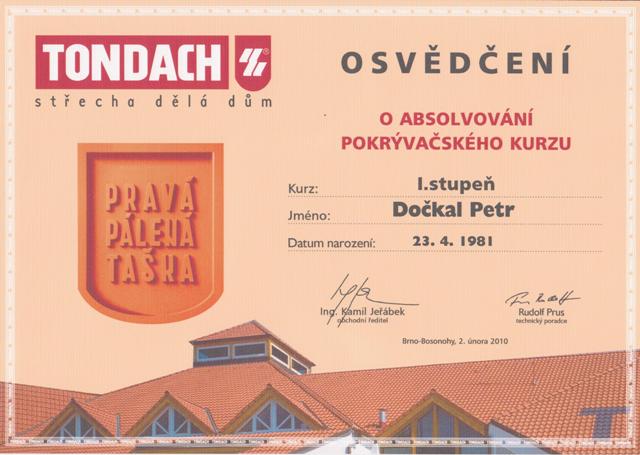 TONDACH®
střecha dělá dům
OSVĚDČENÍ
O ABSOLVOVÁNÍ
POKRÝVAČSKÉHO KURZU
PRAVÁ
PÁLENÁ
TAŠKA
Kurz: I.stupeň
Jméno: Dočkal Petr
Datum narození: 23. 4. 1981
Ing. Kamil Jeřábek
obchodní ředitel
Rudolf Prus
technický poradce
Brno-Bosonohy, 2. února 2010